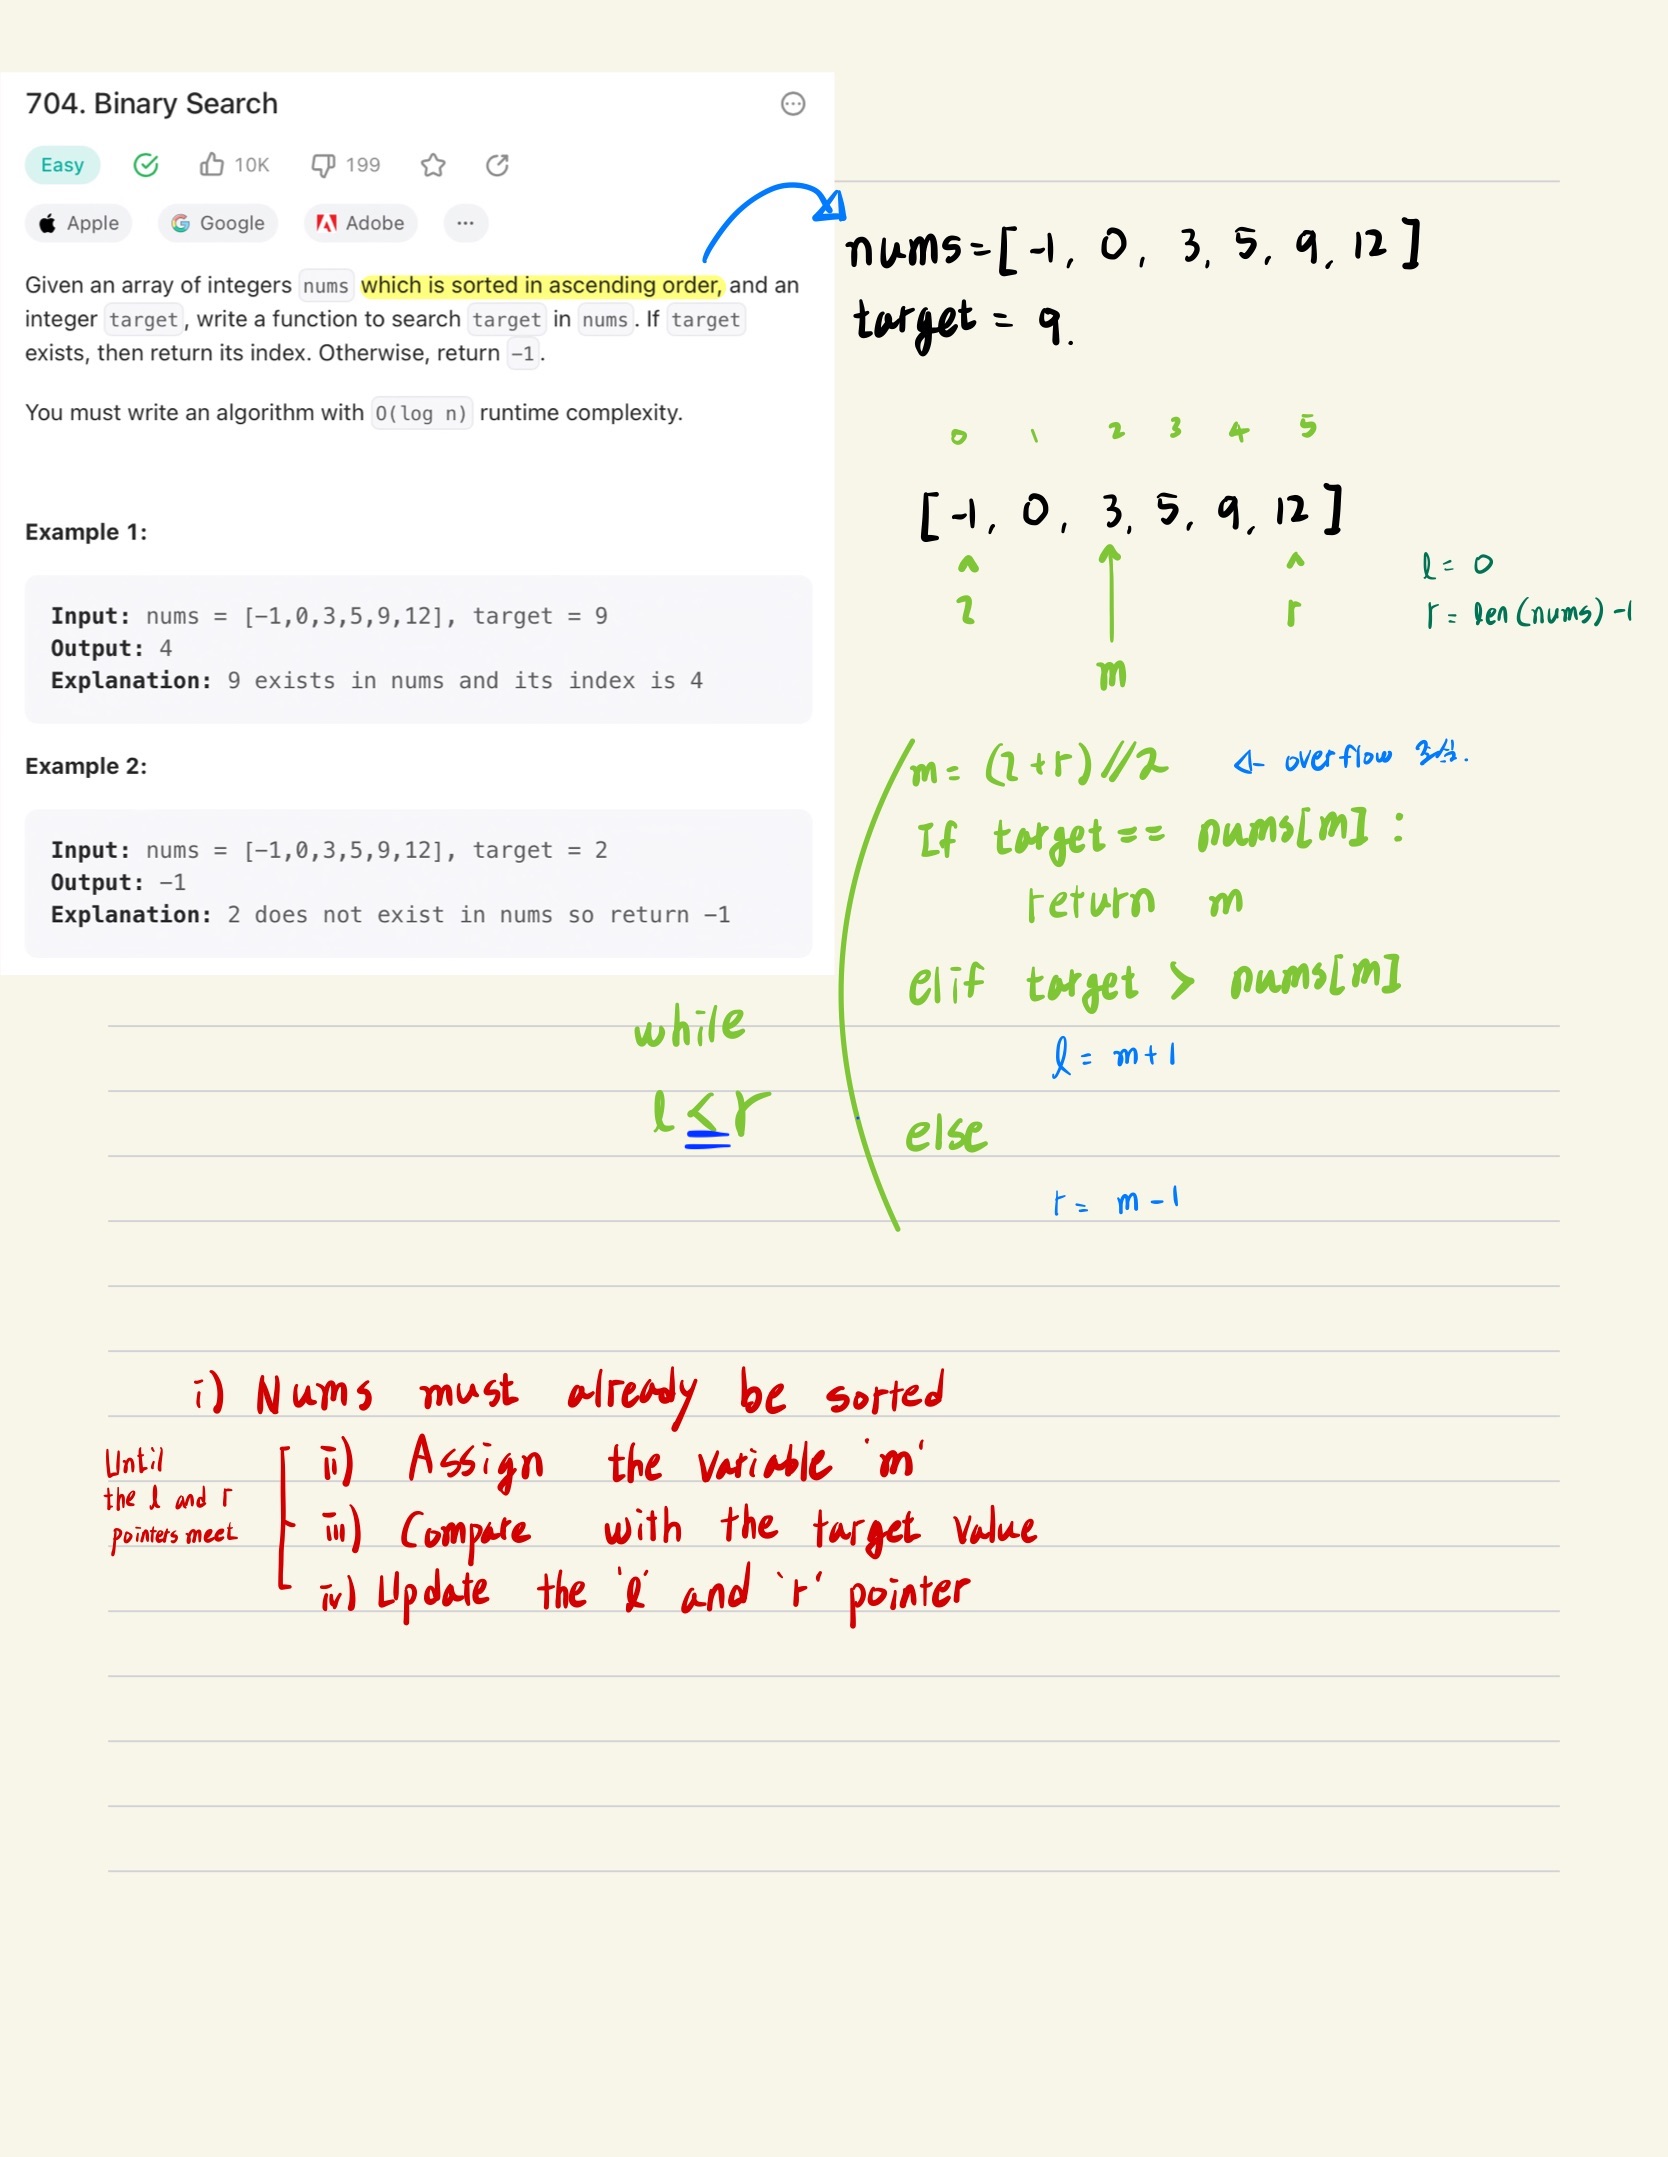 704. Binary Search
Easy 10K 199
Apple Google Adobe
Given an array of integers nums which is sorted in ascending order, and an
integer target, write a function to search target in nums. If target
exists, then return its index. Otherwise, return -1.
You must write an algorithm with O(log n) runtime complexity.
Example 1:
Input: nums = [-1,0,3,5,9,12], target = 9
Output: 4
Explanation: 9 exists in nums and its index is 4
Example 2:
Input: nums = [-1,0,3,5,9,12], target = 2
Output: -1
Explanation: 2 does not exist in nums so return -1
nums=[-1, 0, 3, 5, 9, 12]
target = 9.
0 1 2 3 4 5
[-1, 0, 3, 5, 9, 12]
l r
m
l = 0
r = len(nums)-1
m = (l+r)//2 overflow
If target == nums[m] :
return m
elif target > nums[m]
l = m+1
else
r = m-1
while
l ≤ r
i) Nums must already be sorted
ii) Assign the variable 'm'
iii) Compare with the target value
iv) Update the 'l' and 'r' pointer
Until
the l and r
pointers meet